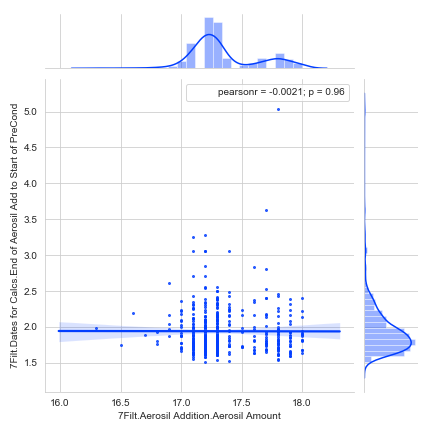 pearsonr = -0.0021; p = 0.96
7Filt.Dates for Calcs.End of Aerosil Add to Start of PreCond
5.0
4.5
4.0
3.5
3.0
2.5
2.0
1.5
16.0 16.5 17.0 17.5 18.0
7Filt.Aerosil Addition.Aerosil Amount